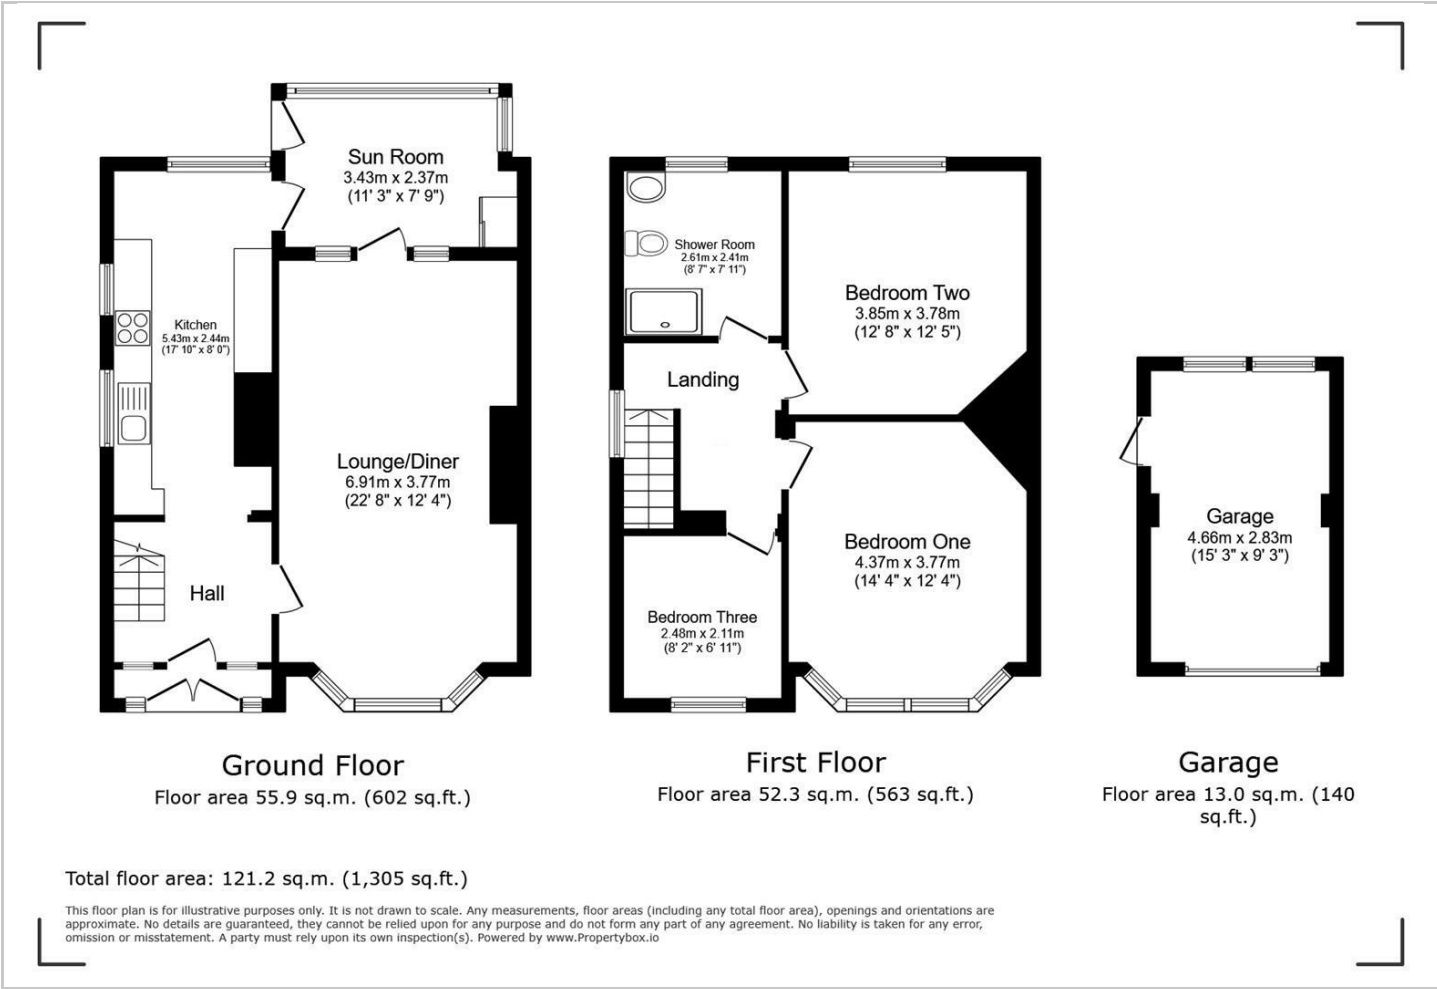 Sun Room
3.43m x 2.37m
(11' 3" x 7' 9")
Kitchen
5.43m x 2.44m
(17' 10" x 8' 0")
Lounge/Diner
6.91m x 3.77m
(22' 8" x 12' 4")
Hall
Shower Room
2.61m x 2.41m
(8' 7" x 7' 11")
Bedroom Two
3.85m x 3.78m
(12' 8" x 12' 5")
Landing
Bedroom One
4.37m x 3.77m
(14' 4" x 12' 4")
Bedroom Three
2.48m x 2.11m
(8' 2" x 6' 11")
Garage
4.66m x 2.83m
(15' 3" x 9' 3")
Ground Floor
Floor area 55.9 sq.m. (602 sq.ft.)
First Floor
Floor area 52.3 sq.m. (563 sq.ft.)
Garage
Floor area 13.0 sq.m. (140
sq.ft.)
Total floor area: 121.2 sq.m. (1,305 sq.ft.)
This floor plan is for illustrative purposes only. It is not drawn to scale. Any measurements, floor areas (including any total floor area), openings and orientations are
approximate. No details are guaranteed, they cannot be relied upon for any purpose and do not form any part of any agreement. No liability is taken for any error,
omission or misstatement. A party must rely upon its own inspection(s). Powered by www.Propertybox.io